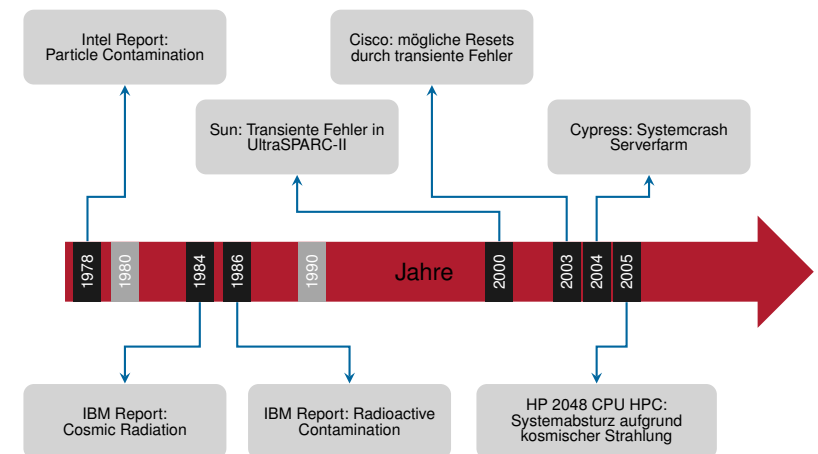 Intel Report:
Particle Contamination
Cisco: mögliche Resets
durch transiente Fehler
Sun: Transiente Fehler in
UltraSPARC-II
Cypress: Systemcrash
Serverfarm
1978
1980
1984
1986
1990
Jahre
2000
2003
2004
2005
IBM Report:
Cosmic Radiation
IBM Report: Radioactive
Contamination
HP 2048 CPU HPC:
Systemabsturz aufgrund
kosmischer Strahlung